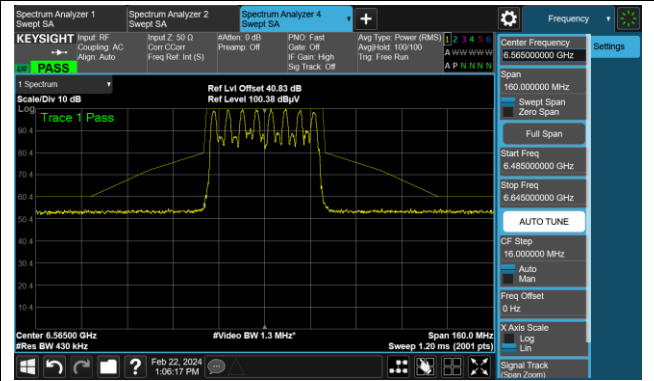 Spectrum Analyzer 1
Swept SA
Spectrum Analyzer 2
Swept SA
Spectrum Analyzer 4
Swept SA
Frequency
KEYSIGHT
Input: RF
Coupling: AC
Align: Auto
Input Z: 50 Ω
Corr CCorr
Freq Ref: Int (S)
#Atten: 0 dB
Preamp: Off
PNO: Fast
Gate: Off
IF Gain: High
Sig Track: Off
Avg Type: Power (RMS)
Avg|Hold: 100/100
Trig: Free Run
1 2 3 4 5 6
A W W W W W
A P N N N N
PASS
1 Spectrum
Scale/Div 10 dB
Ref Lvl Offset 40.83 dB
Ref Level 100.38 dBµV
Log
Trace 1 Pass
90.4
80.4
70.4
60.4
50.4
40.4
30.4
20.4
10.4
Center 6.56500 GHz
#Res BW 430 kHz
#Video BW 1.3 MHz*
Span 160.0 MHz
Sweep 1.20 ms (2001 pts)
Feb 22, 2024
1:06:17 PM
Center Frequency
6.565000000 GHz
Settings
Span
160.000000 MHz
Swept Span
Zero Span
Full Span
Start Freq
6.485000000 GHz
Stop Freq
6.645000000 GHz
AUTO TUNE
CF Step
16.000000 MHz
Auto
Man
Freq Offset
0 Hz
X Axis Scale
Log
Lin
Signal Track
(Span Zoom)